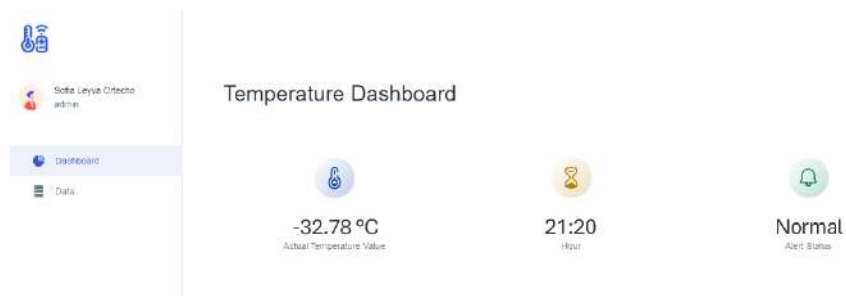 Sofia Leyva Ortecho
admin
Dashboard
Data
Temperature Dashboard
-32.78 ºC
Actual Temperature Value
21:20
Hour
Normal
Alert Status